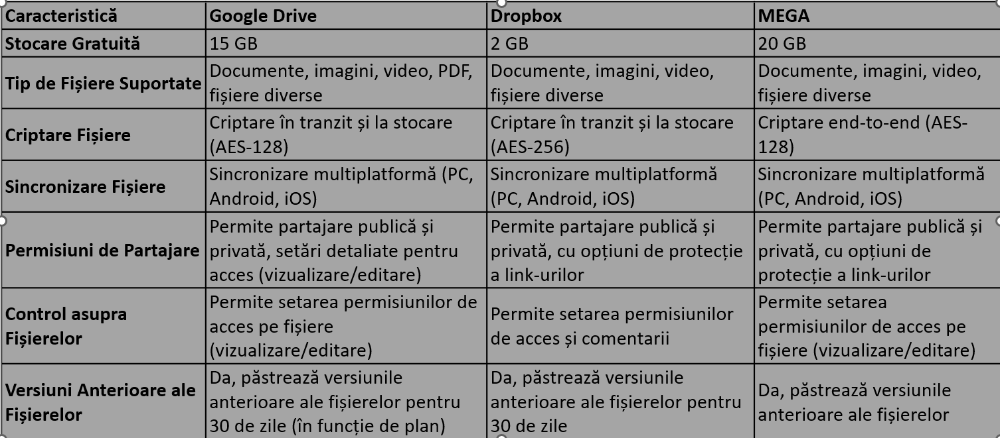 Caracteristică
Google Drive
Dropbox
MEGA
Stocare Gratuită
15 GB
2 GB
20 GB
Tip de Fișiere Suportate
Documente, imagini, video, PDF,
fișiere diverse
Documente, imagini, video,
fișiere diverse
Documente, imagini, video,
fișiere diverse
Criptare Fișiere
Criptare în tranzit și la stocare
(AES-128)
Criptare în tranzit și la stocare
(AES-256)
Criptare end-to-end (AES-
128)
Sincronizare Fișiere
Sincronizare multiplatformă (PC,
Android, iOS)
Sincronizare multiplatformă
(PC, Android, iOS)
Sincronizare multiplatformă
(PC, Android, iOS)
Permisiuni de Partajare
Permite partajare publică și
privată, setări detaliate pentru
acces (vizualizare/editare)
Permite partajare publică și
privată, cu opțiuni de protecție
a link-urilor
Permite partajare publică și
privată, cu opțiuni de
protecție a link-urilor
Control asupra
Fișierelor
Permite setarea permisiunilor de
acces pe fișiere
(vizualizare/editare)
Permite setarea permisiunilor
de acces și comentarii
Permite setarea
permisiunilor de acces pe
fișiere (vizualizare/editare)
Versiuni Anterioare ale
Fișierelor
Da, păstrează versiunile
anterioare ale fișierelor pentru
30 de zile (în funcție de plan)
Da, păstrează versiunile
anterioare ale fișierelor pentru
30 de zile
Da, păstrează versiunile
anterioare ale fișierelor